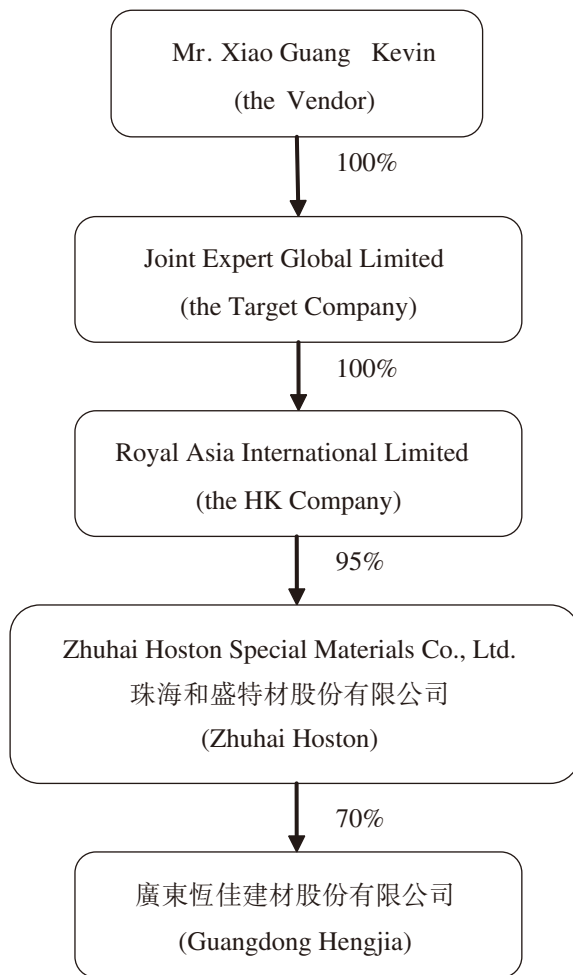 Mr. Xiao Guang Kevin
(the Vendor)
100%
Joint Expert Global Limited
(the Target Company)
100%
Royal Asia International Limited
(the HK Company)
95%
Zhuhai Hoston Special Materials Co., Ltd.
珠海和盛特材股份有限公司
(Zhuhai Hoston)
70%
廣東恆佳建材股份有限公司
(Guangdong Hengjia)